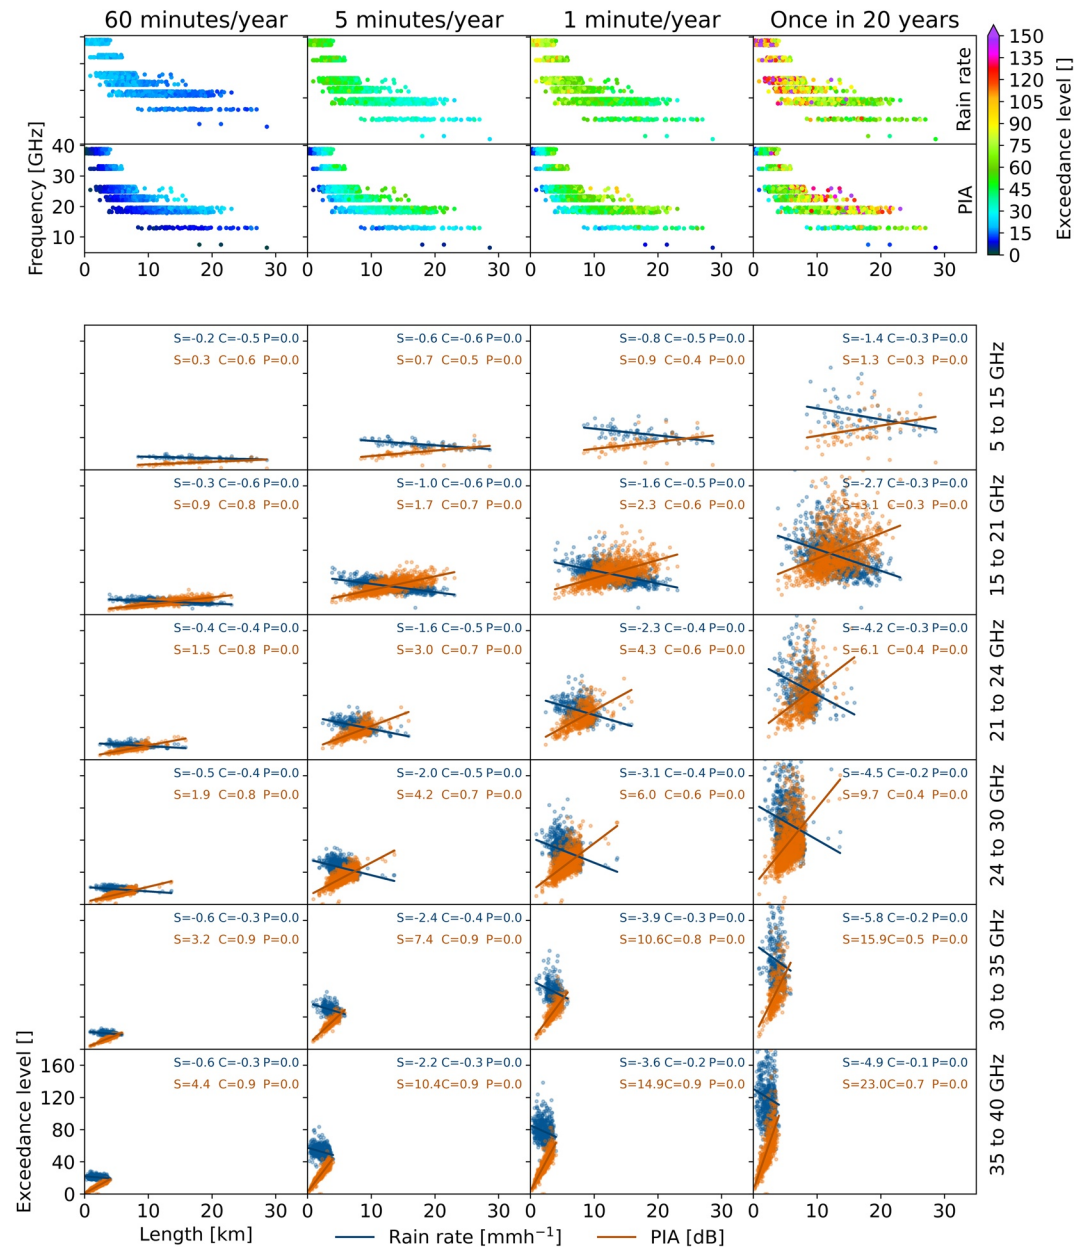 60 minutes/year 5 minutes/year 1 minute/year Once in 20 years
Rain rate
PIA
Frequency [GHz]
40
30
20
10
0 10 20 30 0 10 20 30 0 10 20 30 0 10 20 30
150
135
120
105
90
75
60
45
30
15
0
Exceedance level []
S=-0.2 C=-0.5 P=0.0 S=-0.6 C=-0.6 P=0.0 S=-0.8 C=-0.5 P=0.0 S=-1.4 C=-0.3 P=0.0
S=0.3 C=0.6 P=0.0 S=0.7 C=0.5 P=0.0 S=0.9 C=0.4 P=0.0 S=1.3 C=0.3 P=0.0
5 to 15 GHz
S=-0.3 C=-0.6 P=0.0 S=-1.0 C=-0.6 P=0.0 S=-1.6 C=-0.5 P=0.0 S=-2.7 C=-0.3 P=0.0
S=0.9 C=0.8 P=0.0 S=1.7 C=0.7 P=0.0 S=2.3 C=0.6 P=0.0 S=3.1 C=0.3 P=0.0
15 to 21 GHz
S=-0.4 C=-0.4 P=0.0 S=-1.6 C=-0.5 P=0.0 S=-2.3 C=-0.4 P=0.0 S=-4.2 C=-0.3 P=0.0
S=1.5 C=0.8 P=0.0 S=3.0 C=0.7 P=0.0 S=4.3 C=0.6 P=0.0 S=6.1 C=0.4 P=0.0
21 to 24 GHz
S=-0.5 C=-0.4 P=0.0 S=-2.0 C=-0.5 P=0.0 S=-3.1 C=-0.4 P=0.0 S=-4.5 C=-0.2 P=0.0
S=1.9 C=0.8 P=0.0 S=4.2 C=0.7 P=0.0 S=6.0 C=0.6 P=0.0 S=9.7 C=0.4 P=0.0
24 to 30 GHz
S=-0.6 C=-0.3 P=0.0 S=-2.4 C=-0.4 P=0.0 S=-3.9 C=-0.3 P=0.0 S=-5.8 C=-0.2 P=0.0
S=3.2 C=0.9 P=0.0 S=7.4 C=0.9 P=0.0 S=10.6C=0.8 P=0.0 S=15.9C=0.5 P=0.0
30 to 35 GHz
S=-0.6 C=-0.3 P=0.0 S=-2.2 C=-0.3 P=0.0 S=-3.6 C=-0.2 P=0.0 S=-4.9 C=-0.1 P=0.0
S=4.4 C=0.9 P=0.0 S=10.4C=0.9 P=0.0 S=14.9C=0.9 P=0.0 S=23.0C=0.7 P=0.0
35 to 40 GHz
Exceedance level []
160
120
80
40
0
0 10 20 30 0 10 20 30 0 10 20 30 0 10 20 30
Length [km]
Rain rate [mmh⁻¹] PIA [dB]